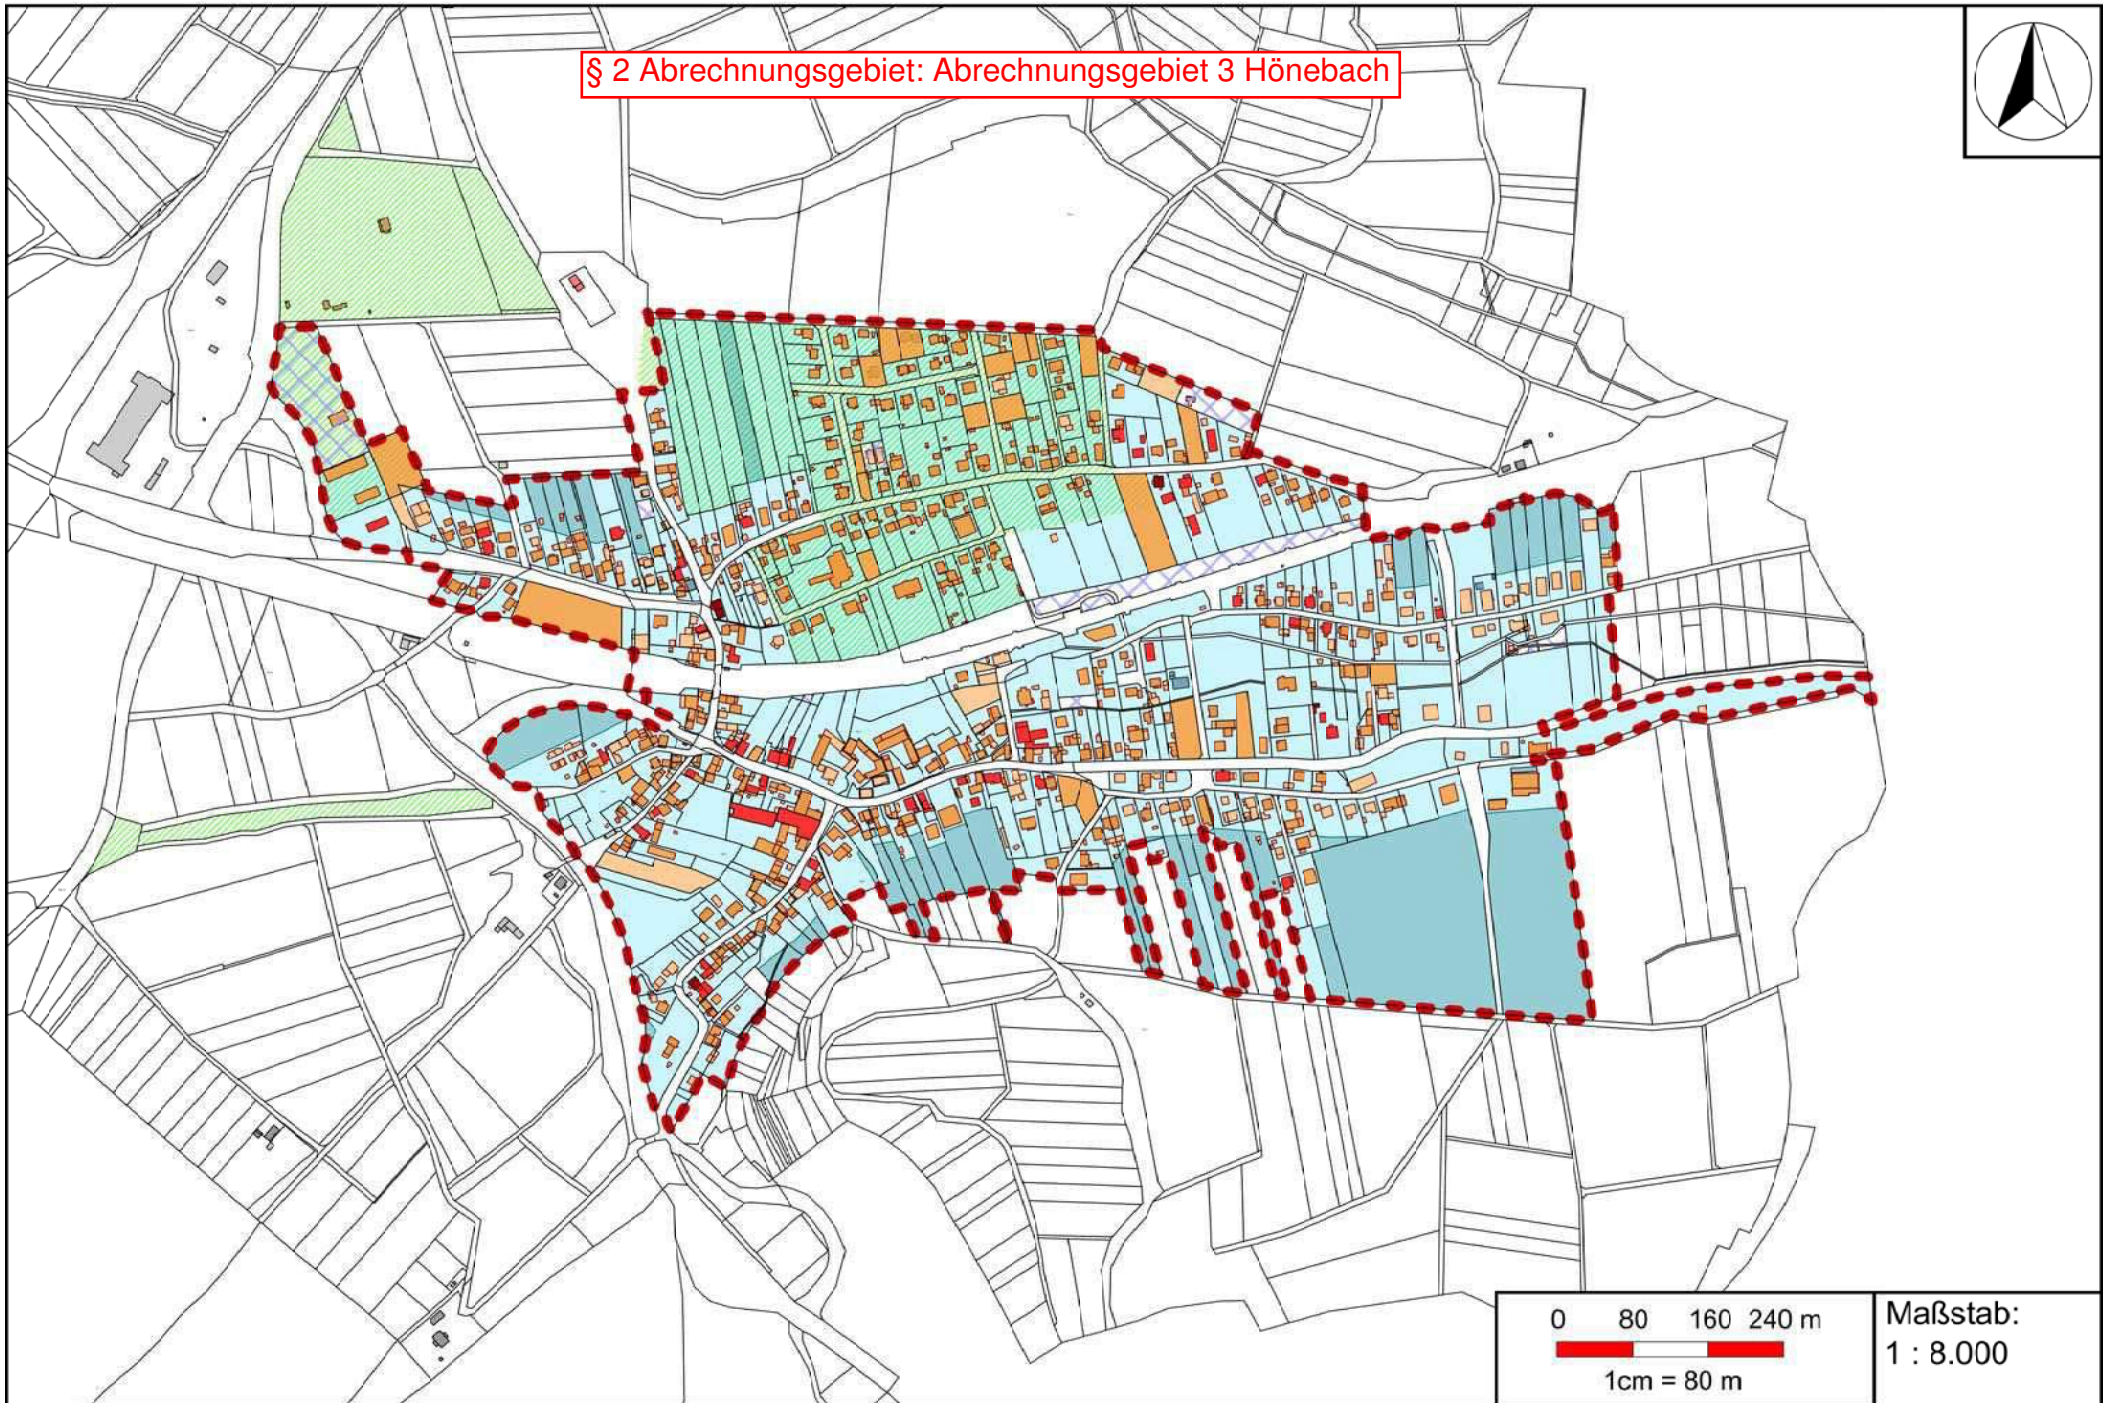 § 2 Abrechnungsgebiet: Abrechnungsgebiet 3 Hönebach
0 80 160 240 m
1cm = 80 m
Maßstab:
1 : 8.000